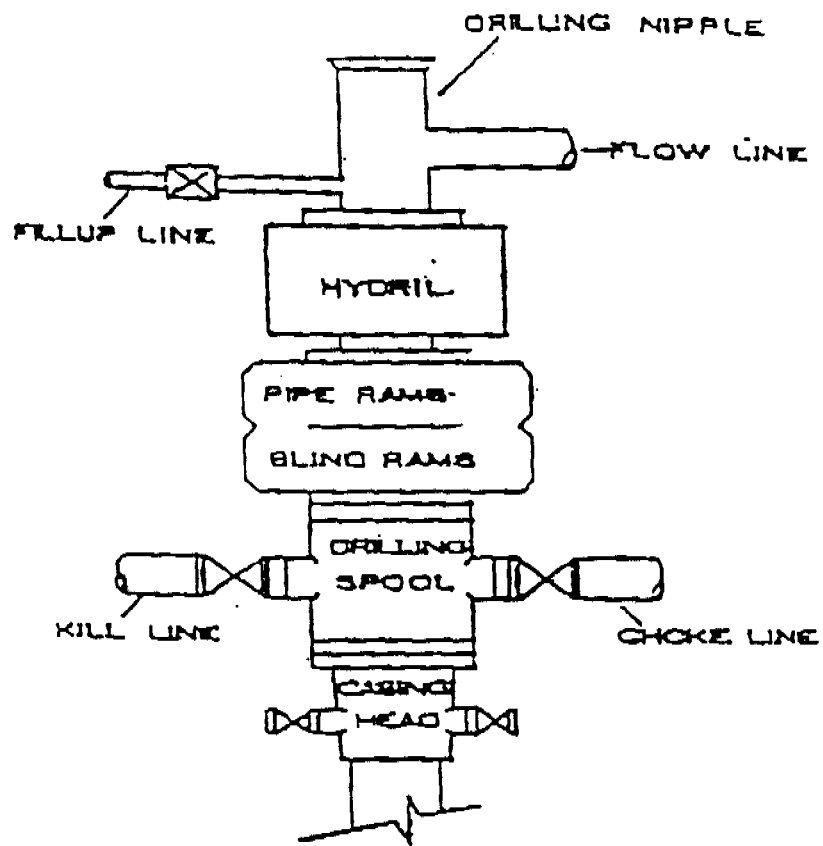 DRILLING NIPPLE
FLOW LINE
FILLUP LINE
HYDRIL
PIPE RAMS
BLIND RAMS
DRILLING
SPOOL
KILL LINE
CHOKE LINE
CASING
HEAD